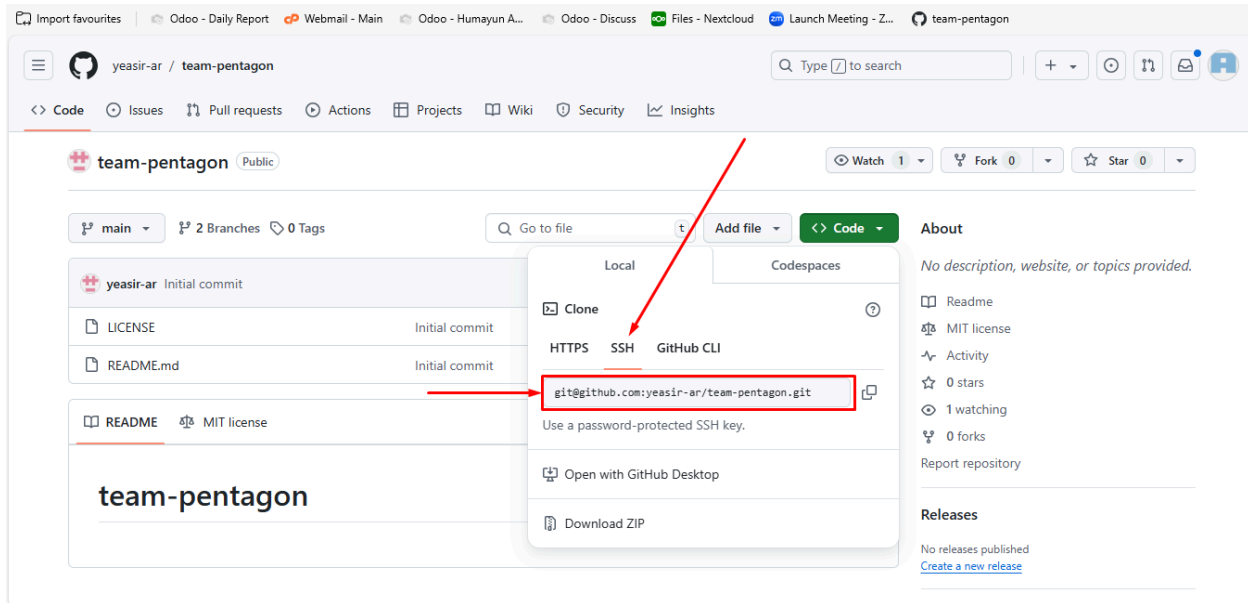 Import favourites Odoo - Daily Report Webmail - Main Odoo - Humayun A... Odoo - Discuss Files - Nextcloud Launch Meeting - Z... team-pentagon
yeasir-ar / team-pentagon Type / to search
Code Issues Pull requests Actions Projects Wiki Security Insights
team-pentagon Public Watch 1 Fork 0 Star 0
main 2 Branches 0 Tags Go to file t Add file <> Code
yeasir-ar Initial commit
LICENSE Initial commit
README.md Initial commit
README MIT license
team-pentagon
Local Codespaces
Clone
HTTPS SSH GitHub CLI
git@github.com:yeasir-ar/team-pentagon.git
Use a password-protected SSH key.
Open with GitHub Desktop
Download ZIP
About
No description, website, or topics provided.
Readme
MIT license
Activity
0 stars
1 watching
0 forks
Report repository
Releases
No releases published
Create a new release